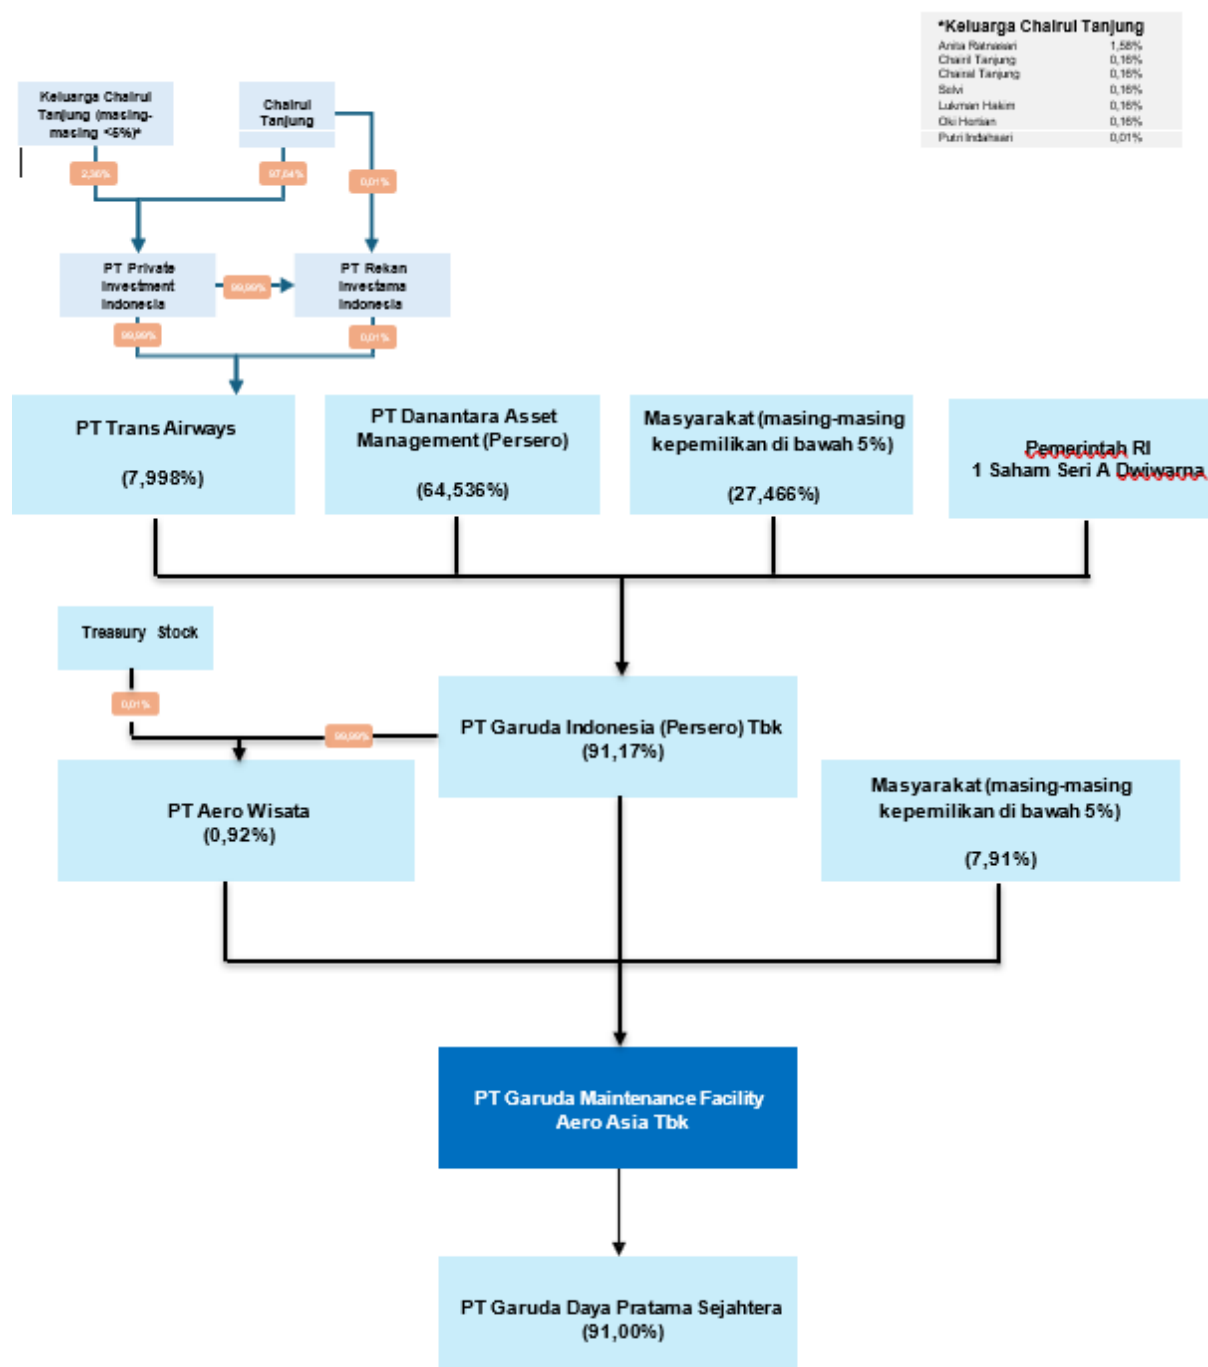 *Keluarga Chairul Tanjung
Anita Ratnasari 1,58%
Chairil Tanjung 0,16%
Chairal Tanjung 0,16%
Selvi 0,16%
Lukman Hakim 0,16%
Oki Hertian 0,16%
Putri Indahsari 0,01%
Keluarga Chairul
Tanjung (masing-
masing <5%)*
Chairul
Tanjung
2,36%
97,64%
0,01%
PT Private
Investment
Indonesia
99,99%
PT Rekan
Investama
Indonesia
99,99%
0,01%
PT Trans Airways
(7,998%)
PT Danantara Asset
Management (Persero)
(64,536%)
Masyarakat (masing-masing
kepemilikan di bawah 5%)
(27,466%)
Pemerintah RI
1 Saham Seri A Dwiwarna
Treasury Stock
0,01%
99,99%
PT Garuda Indonesia (Persero) Tbk
(91,17%)
PT Aero Wisata
(0,92%)
Masyarakat (masing-masing
kepemilikan di bawah 5%)
(7,91%)
PT Garuda Maintenance Facility
Aero Asia Tbk
PT Garuda Daya Pratama Sejahtera
(91,00%)